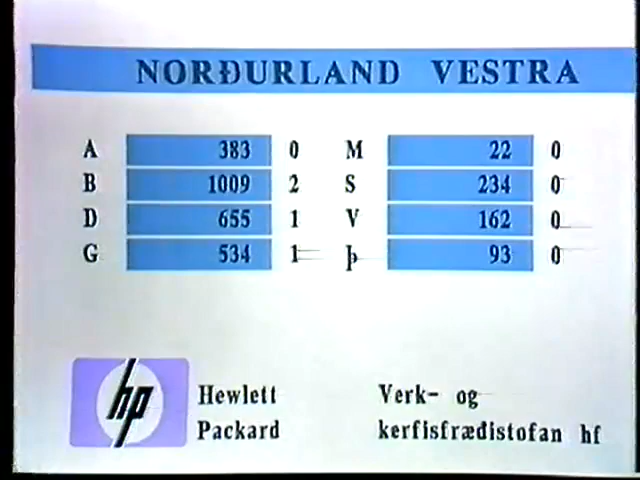 NORÐURLAND VESTRA
A 383 0 M 22 0
B 1009 2 S 234 0
D 655 1 V 162 0
G 534 1 Þ 93 0
hp Hewlett Packard
Verk- og kerfisfræðistofan hf